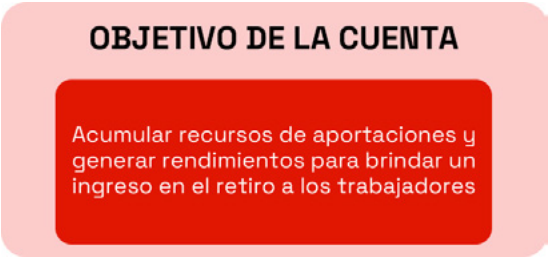 OBJETIVO DE LA CUENTA
Acumular recursos de aportaciones y
generar rendimientos para brindar un
ingreso en el retiro a los trabajadores